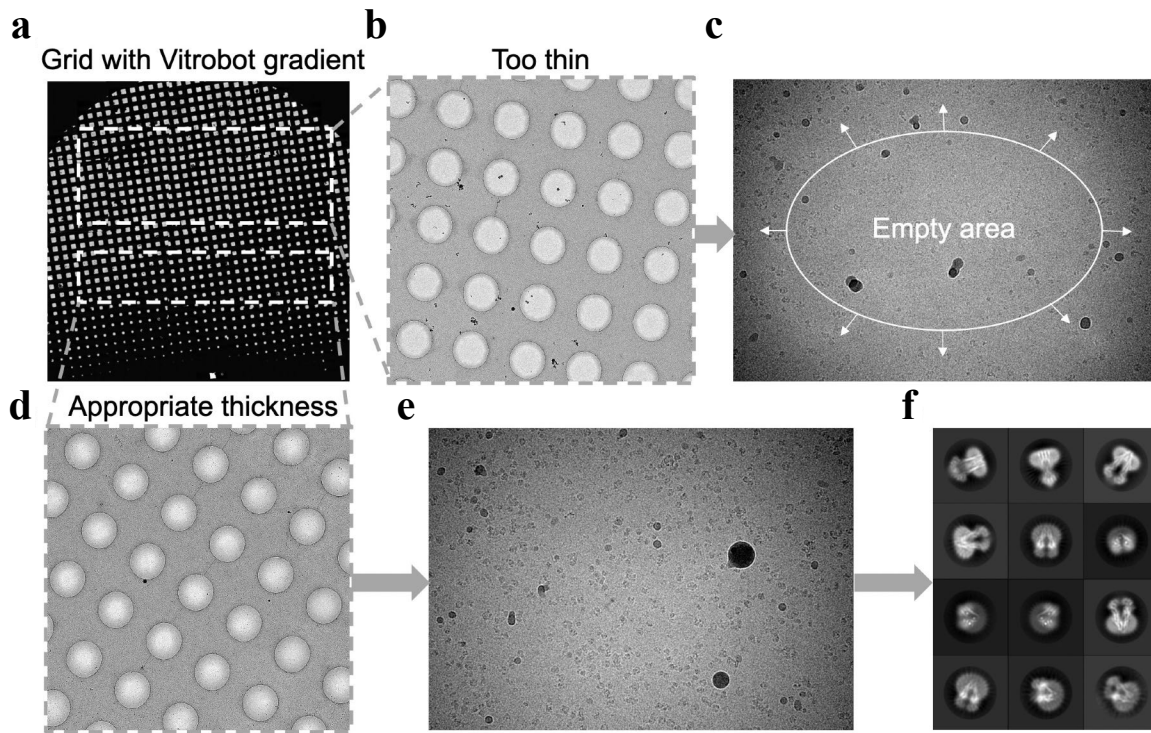 a
Grid with Vitrobot gradient
b
Too thin
c
Empty area
d
Appropriate thickness
e
f